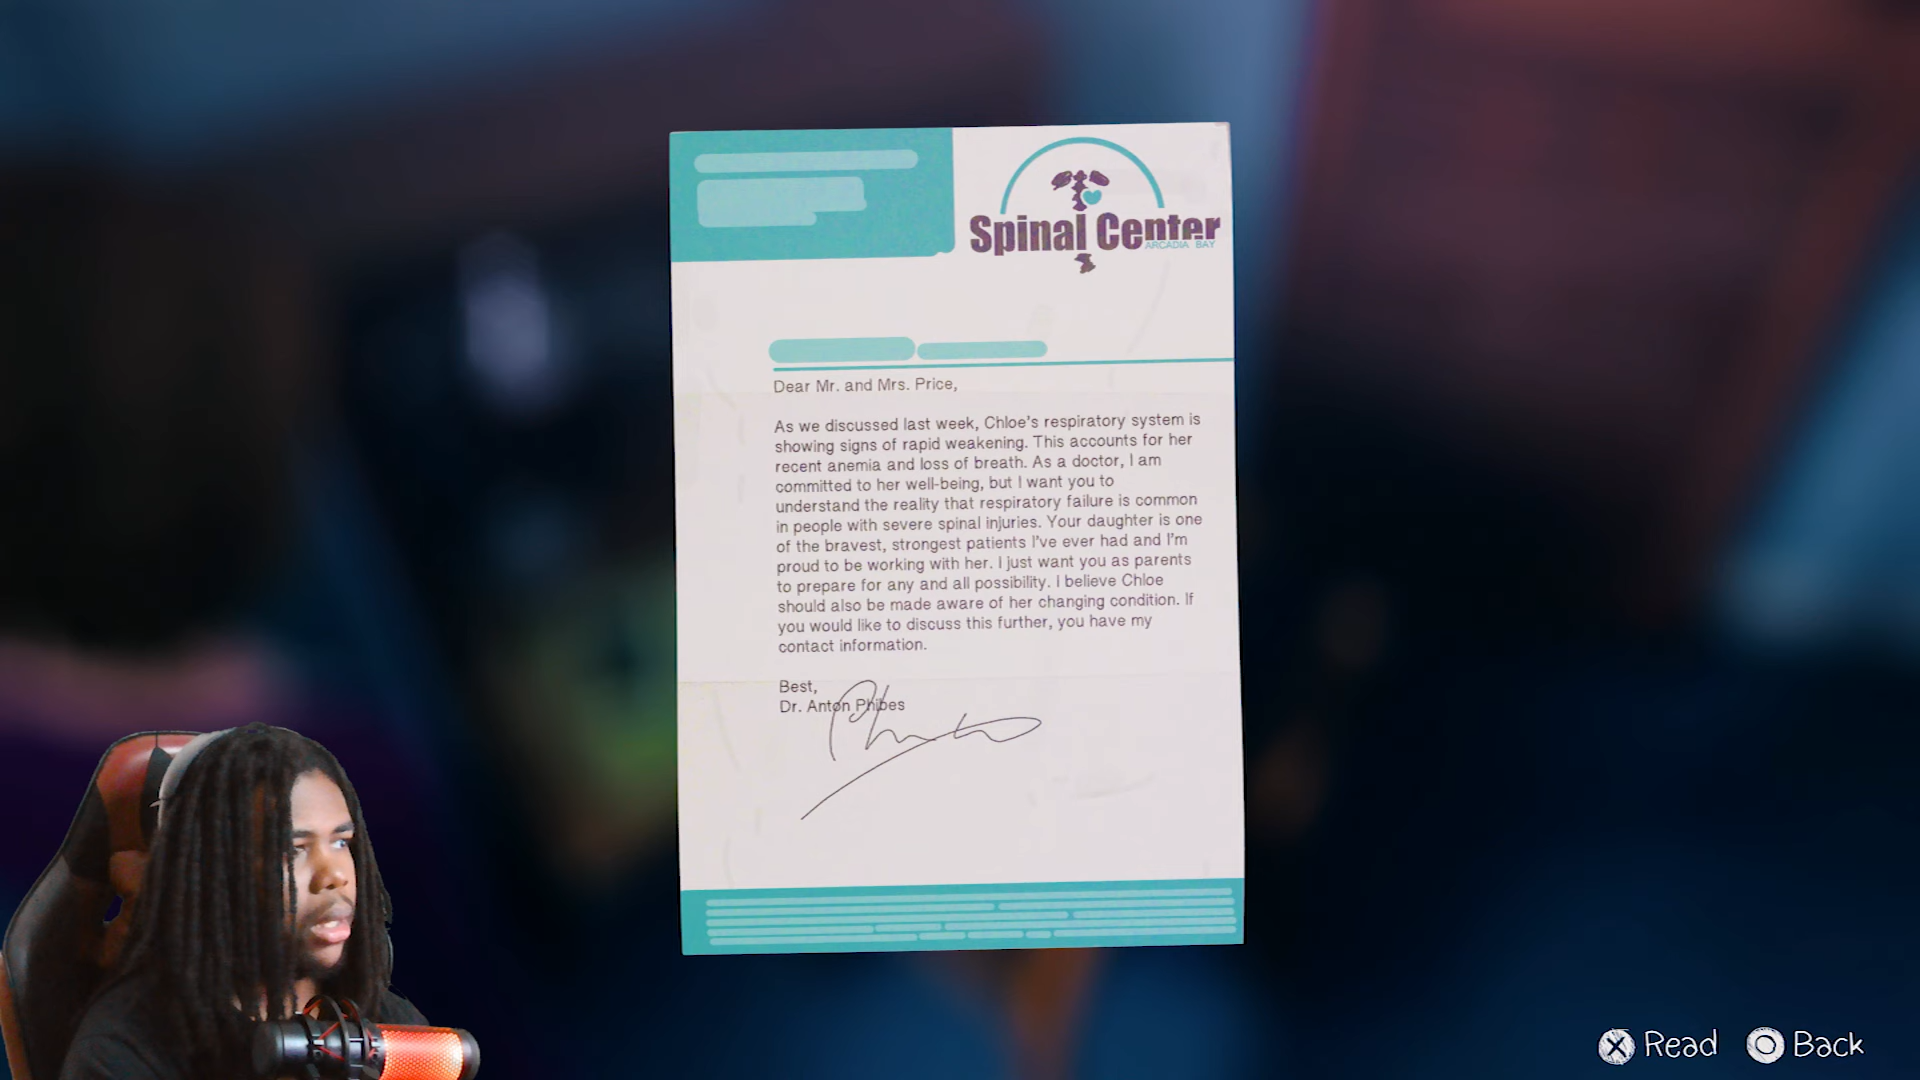 Spinal Center
ARCADIA BAY
Dear Mr. and Mrs. Price,
As we discussed last week, Chloe's respiratory system is
showing signs of rapid weakening. This accounts for her
recent anemia and loss of breath. As a doctor, I am
committed to her well-being, but I want you to
understand the reality that respiratory failure is common
in people with severe spinal injuries. Your daughter is one
of the bravest, strongest patients I've ever had and I'm
proud to be working with her. I just want you as parents
to prepare for any and all possibility. I believe Chloe
should also be made aware of her changing condition. If
you would like to discuss this further, you have my
contact information.
Best,
Dr. Anton Phibes
Read Back